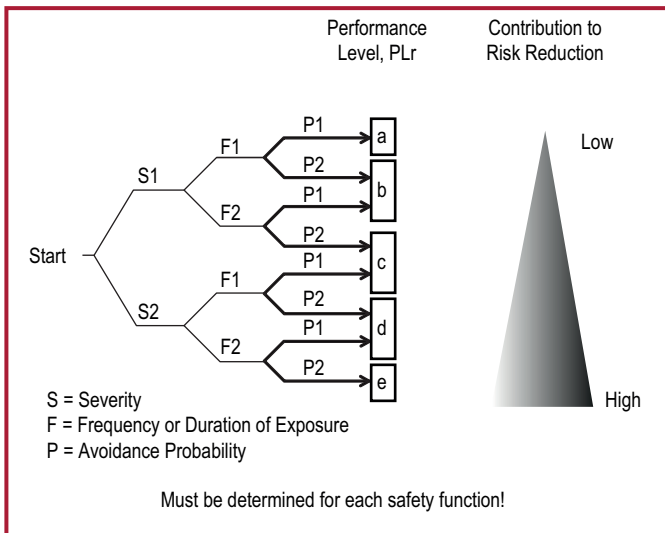 Performance
Level, PLr
Contribution to
Risk Reduction
P1
a
F1
P2
S1
P1
b
F2
P2
Start
P1
c
F1
P2
S2
P1
d
F2
P2
e
Low
High
S = Severity
F = Frequency or Duration of Exposure
P = Avoidance Probability
Must be determined for each safety function!